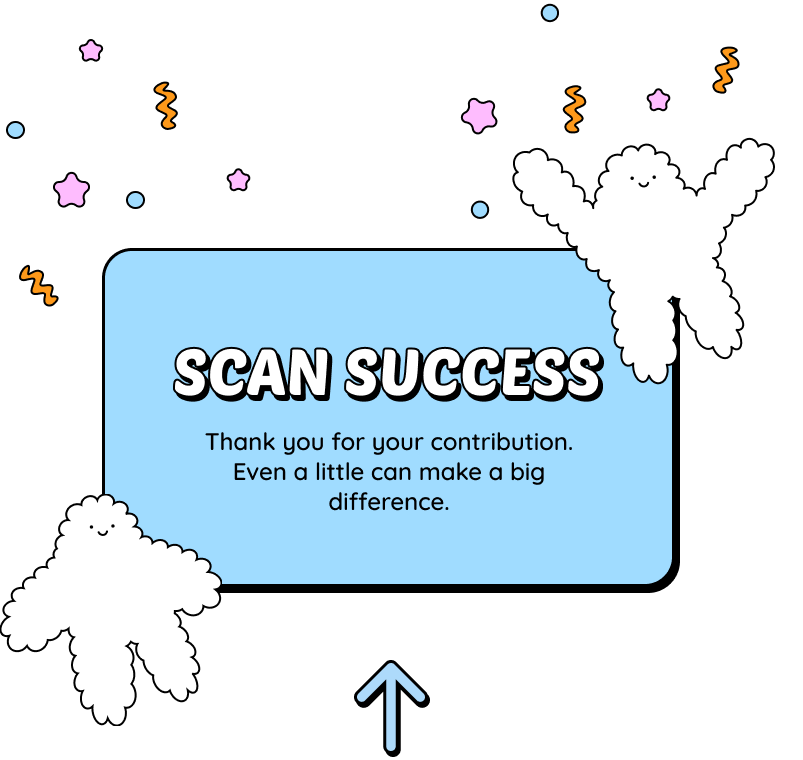 SCAN SUCCESS
Thank you for your contribution.
Even a little can make a big
difference.